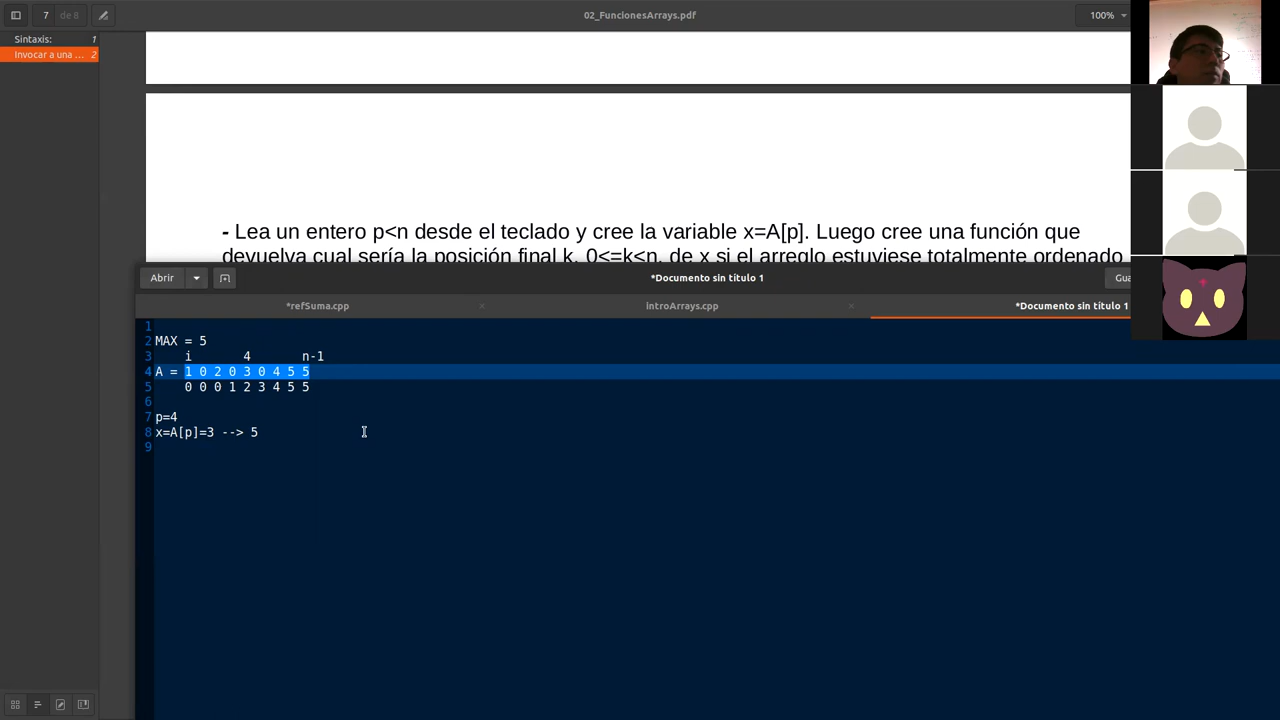 7 de 8
02_FuncionesArrays.pdf
100%
Sintaxis: 1
Invocar a una ... 2
- Lea un entero p<n desde el teclado y cree la variable x=A[p]. Luego cree una función que
devuelva cual sería la posición final k, 0<=k<n, de x si el arreglo estuviese totalmente ordenado
Abrir
*Documento sin título 1
Gua
*refSuma.cpp
introArrays.cpp
*Documento sin título 1
1
2 MAX = 5
3 i 4 n-1
4 A = 1 0 2 0 3 0 4 5 5
5 0 0 0 1 2 3 4 5 5
6
7 p=4
8 x=A[p]=3 --> 5
9